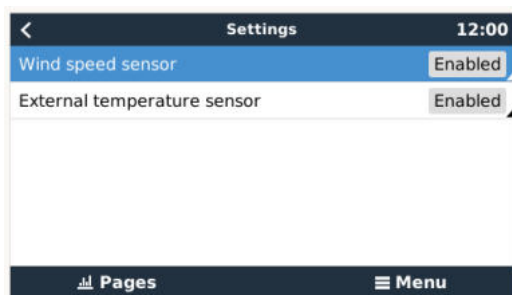 Settings 12:00
Wind speed sensor Enabled
External temperature sensor Enabled
Pages Menu